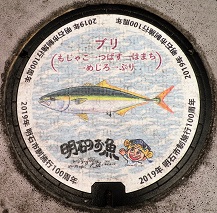 2019年 明石市制施行100周年
ブリ
(もじゃこ―つばす―はまち
―めじろ―ぶり)
明石の魚
2019年 明石市制施行100周年